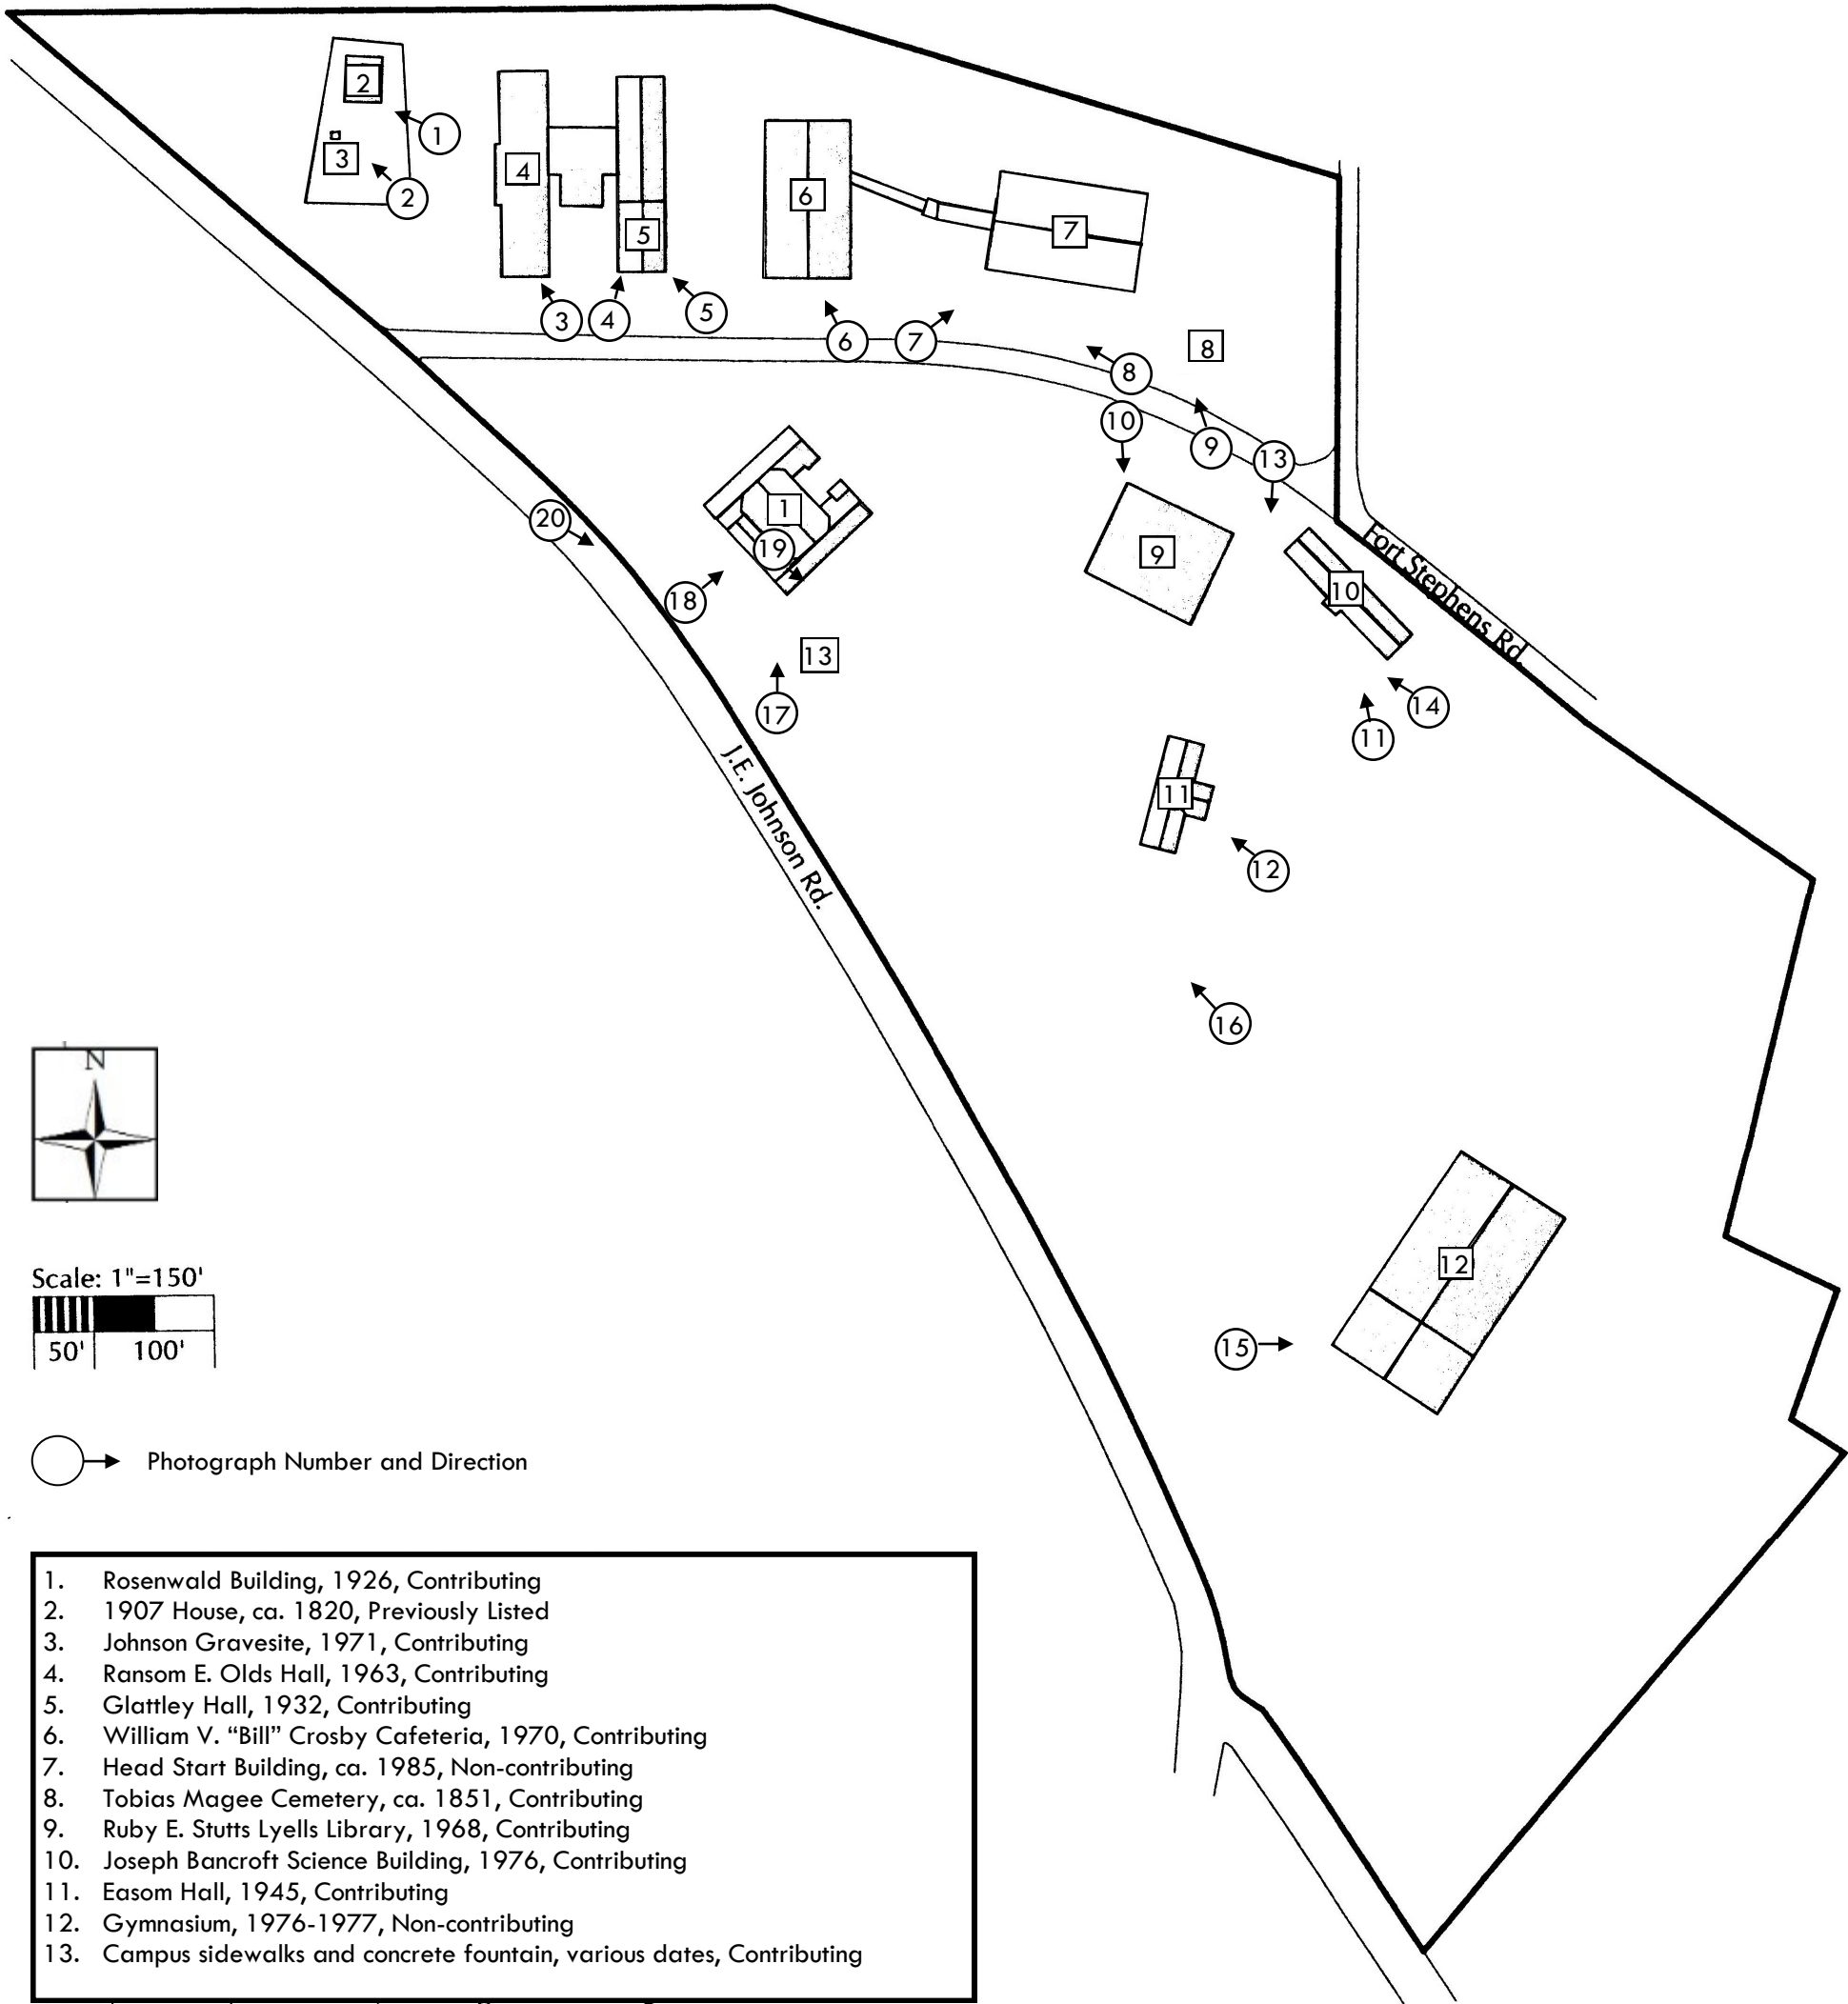 2
1
3
2
4
5
6
7
3
4
5
6
7
8
8
10
9
13
1
19
20
18
9
10
Fort Stephens Rd.
13
17
14
11
J.E. Johnson Rd.
11
12
16
N
12
15
Scale: 1"=150'
50' 100'
Photograph Number and Direction
1. Rosenwald Building, 1926, Contributing
2. 1907 House, ca. 1820, Previously Listed
3. Johnson Gravesite, 1971, Contributing
4. Ransom E. Olds Hall, 1963, Contributing
5. Glattley Hall, 1932, Contributing
6. William V. “Bill” Crosby Cafeteria, 1970, Contributing
7. Head Start Building, ca. 1985, Non-contributing
8. Tobias Magee Cemetery, ca. 1851, Contributing
9. Ruby E. Stutts Lyells Library, 1968, Contributing
10. Joseph Bancroft Science Building, 1976, Contributing
11. Easom Hall, 1945, Contributing
12. Gymnasium, 1976-1977, Non-contributing
13. Campus sidewalks and concrete fountain, various dates, Contributing